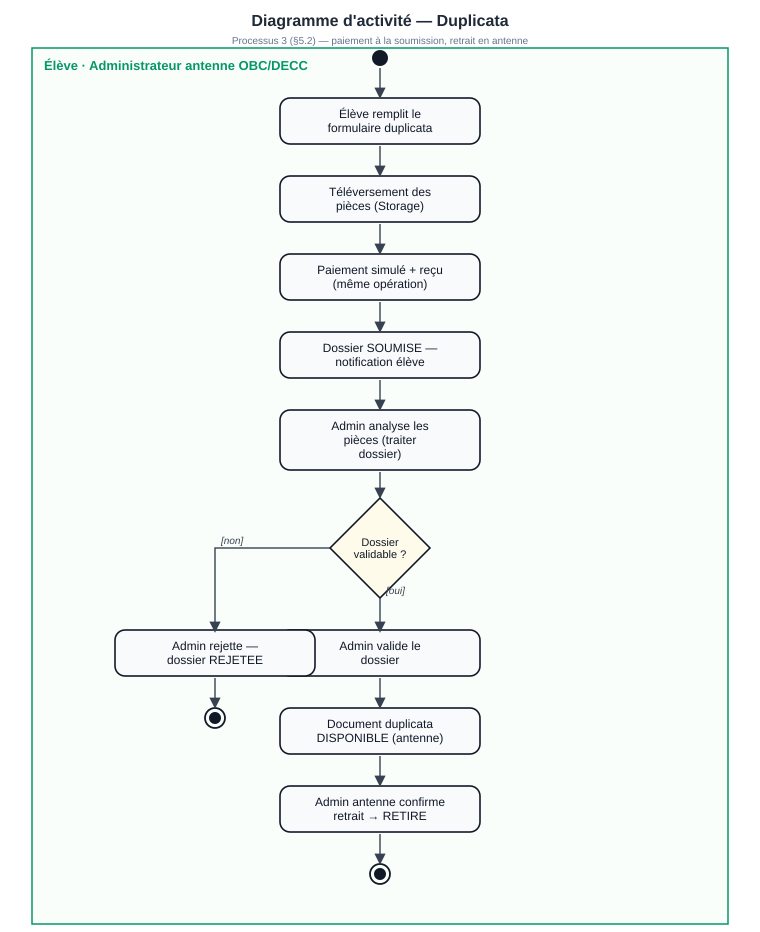 Diagramme d'activité — Duplicata
Processus 3 (§5.2) — paiement à la soumission, retrait en antenne
Élève · Administrateur antenne OBC/DECC
Élève remplit le
formulaire duplicata
Téléversement des
pièces (Storage)
Paiement simulé + reçu
(même opération)
Dossier SOUMISE —
notification élève
Admin analyse les
pièces (traiter
dossier)
Dossier
validable ?
[non]
[oui]
Admin rejette —
dossier REJETEE
Admin valide le
dossier
Document duplicata
DISPONIBLE (antenne)
Admin antenne confirme
retrait → RETIRE